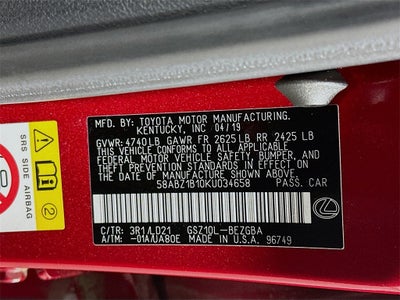 MFD. BY: TOYOTA MOTOR MANUFACTURING.
KENTUCKY, INC 04/19
GVWR: 4740LB GAWR FR 2625LB RR 2425 LB
THIS VEHICLE CONFORMS TO ALL APPLICABLE
FEDERAL MOTOR VEHICLE SAFETY, BUMPER, AND
THEFT PREVENTION STANDARDS IN EFFECT ON
THE DATE OF MANUFACTURE SHOWN ABOVE.
58ABZ1B10KU034658 PASS. CAR
C/TR: 3R1/LD21 GSZ10L-BEZGBA
A/TM: -01A/UA80E MADE IN U.S.A. 96749
SRS SIDE AIRBAG
2